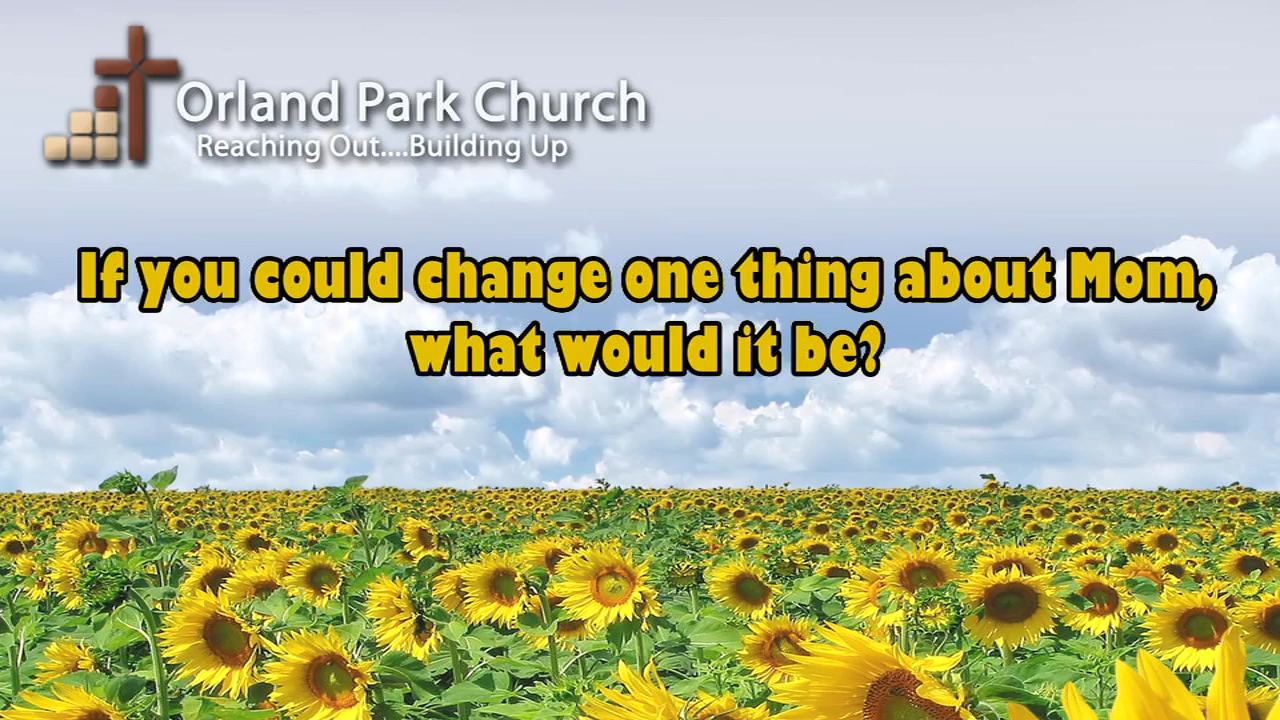 Orland Park Church
Reaching Out....Building Up
If you could change one thing about Mom,
what would it be?